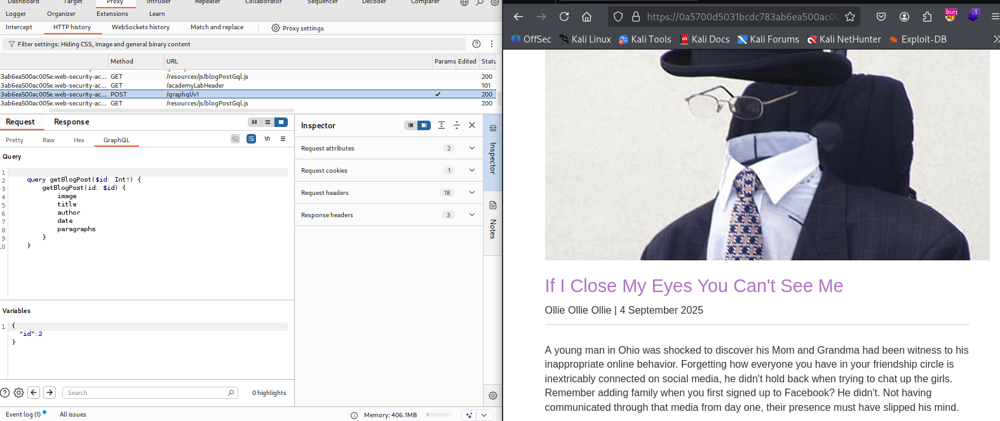 Dashboard Target Proxy Intruder Repeater Collaborator Sequencer Decoder Comparer
Logger Organizer Extensions Learn
Intercept HTTP history WebSockets history Match and replace Proxy settings
Filter settings: Hiding CSS, image and general binary content
Method URL Params Edited Statu
3ab6ea500ac005e.web-security-ac... GET /resources/js/blogPostGql.js 200
3ab6ea500ac005e.web-security-ac... GET /academyLabHeader 101
3ab6ea500ac005e.web-security-ac... POST /graphql/v1 ✓ 200
3ab6ea500ac005e.web-security-ac... GET /resources/js/blogPostGql.js 200
Request Response
Pretty Raw Hex GraphQL \n
Query
1
2 query getBlogPost($id: Int!) {
3 getBlogPost(id: $id) {
4 image
5 title
6 author
7 date
8 paragraphs
9 }
10 }
Variables
1 {
"id":2
}
Search 0 highlights
Event log (1) All issues Memory: 406.1MB
Inspector
Request attributes 2
Request cookies 1
Request headers 18
Response headers 3
Inspector
Notes
https://0a5700d5031bcdc783ab6ea500ac00
burp
1
OffSec Kali Linux Kali Tools Kali Docs Kali Forums Kali NetHunter Exploit-DB
If I Close My Eyes You Can't See Me
Ollie Ollie Ollie | 4 September 2025
A young man in Ohio was shocked to discover his Mom and Grandma had been witness to his
inappropriate online behavior. Forgetting how everyone you have in your friendship circle is
inextricably connected on social media, he didn't hold back when trying to chat up the girls.
Remember adding family when you first signed up to Facebook? He didn't. Not having
communicated through that media from day one, their presence must have slipped his mind.